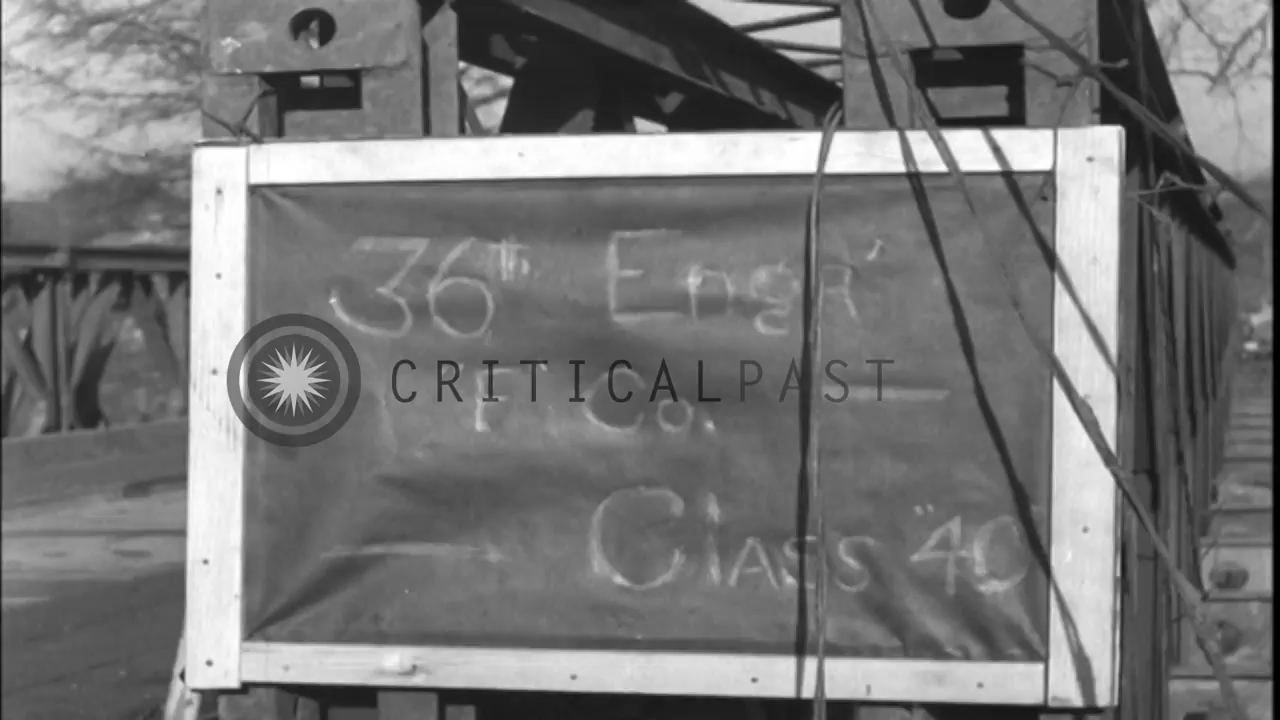 36th Engr'
CRITICALPAST
F Co. —
— Class "40